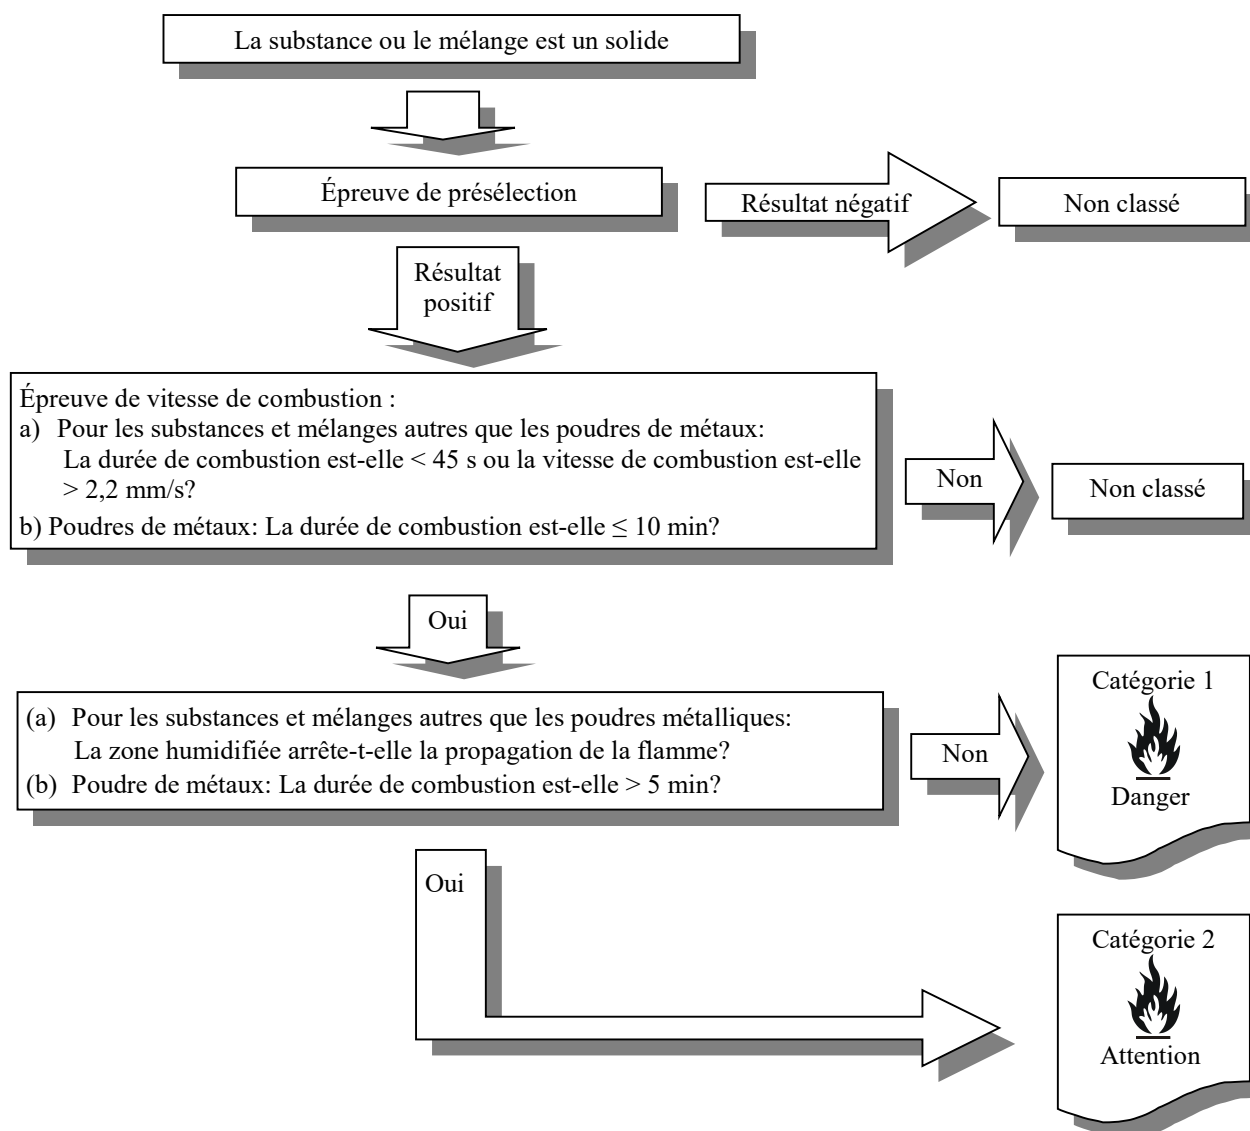 La substance ou le mélange est un solide
Épreuve de présélection
Résultat négatif
Non classé
Résultat
positif
Épreuve de vitesse de combustion :
a) Pour les substances et mélanges autres que les poudres de métaux:
La durée de combustion est-elle < 45 s ou la vitesse de combustion est-elle
> 2,2 mm/s?
b) Poudres de métaux: La durée de combustion est-elle ≤ 10 min?
Non
Non classé
Oui
(a) Pour les substances et mélanges autres que les poudres métalliques:
La zone humidifiée arrête-t-elle la propagation de la flamme?
(b) Poudre de métaux: La durée de combustion est-elle > 5 min?
Non
Catégorie 1
Danger
Oui
Catégorie 2
Attention